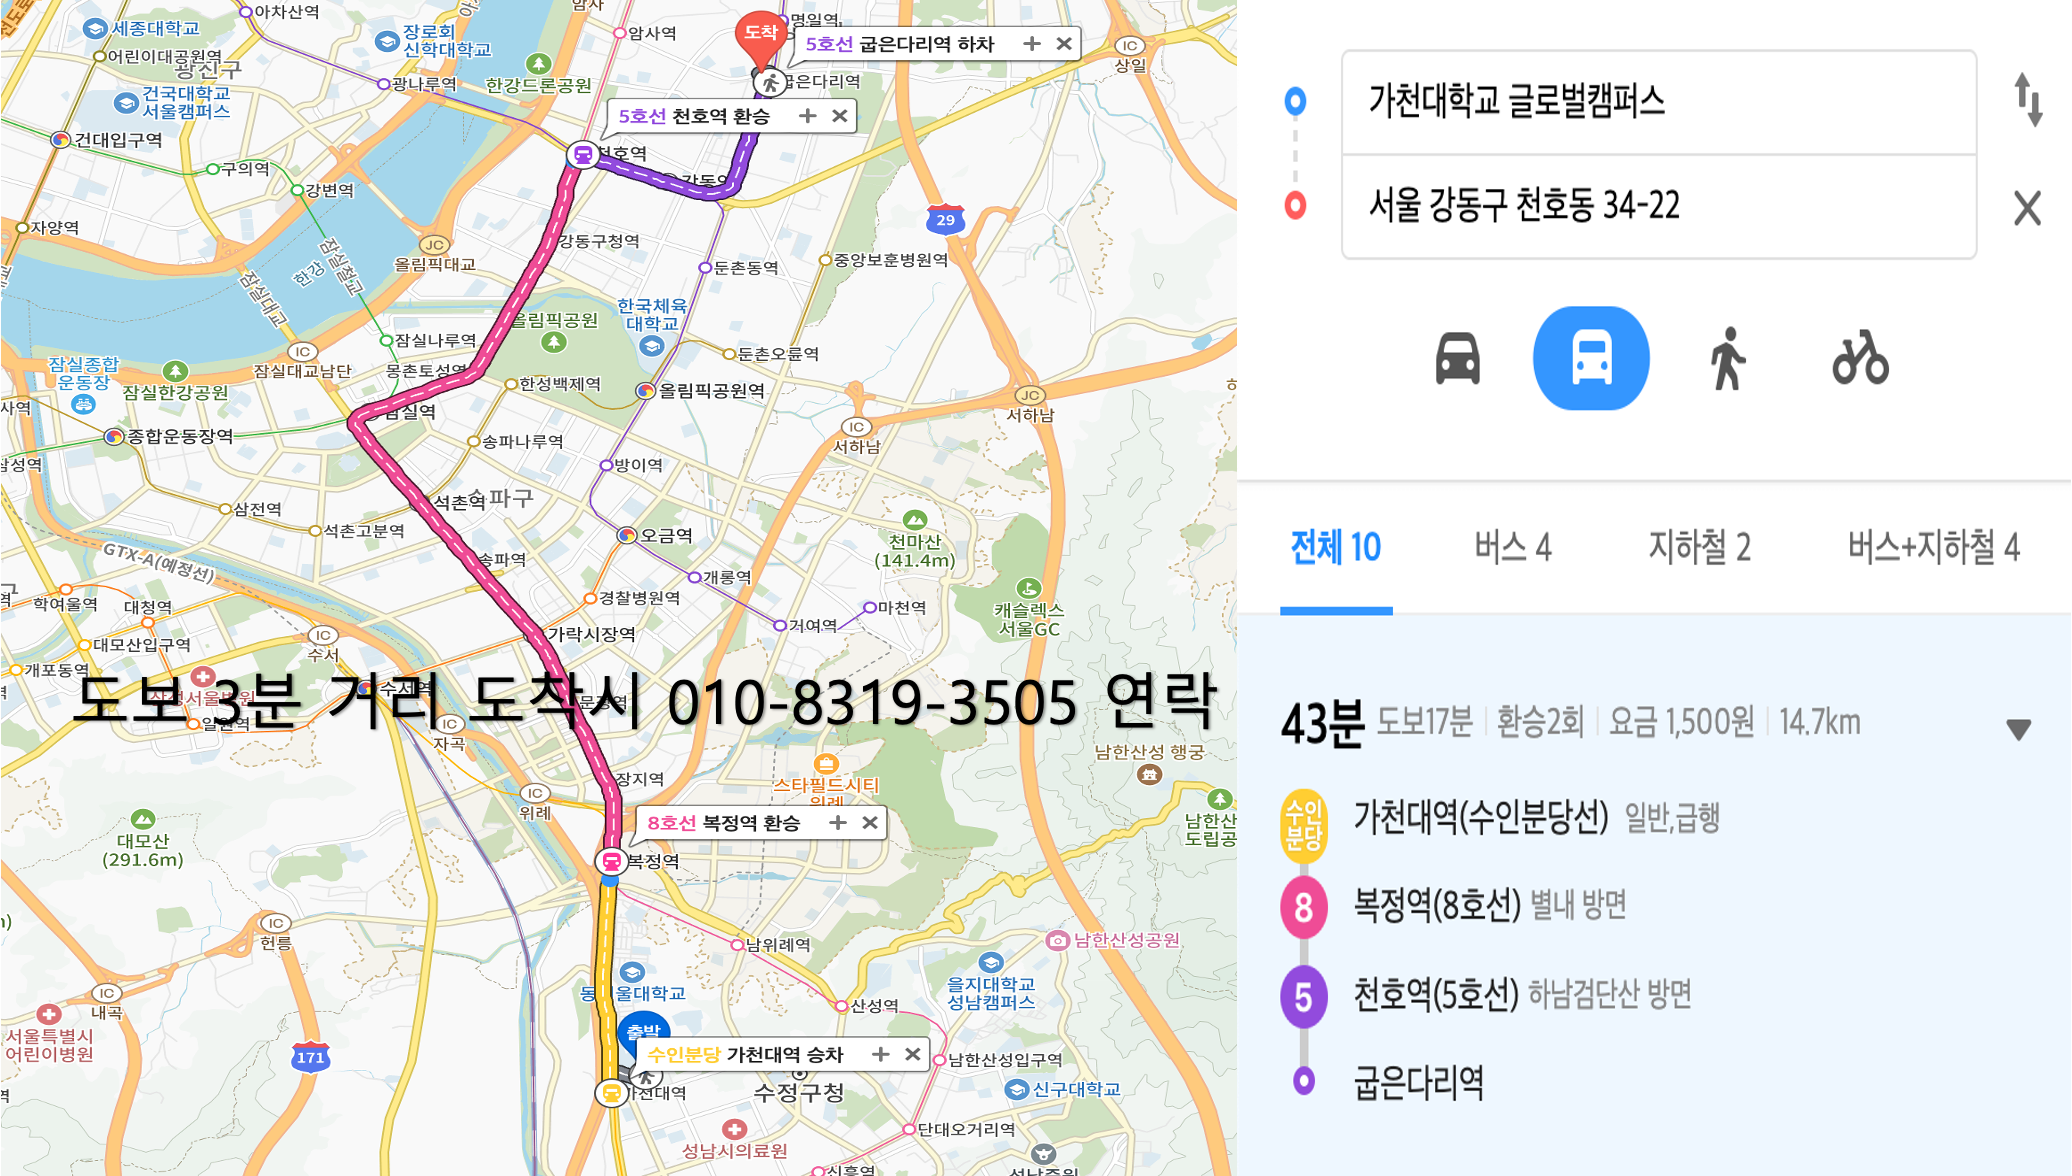 아차산역
세종대학교
어린이대공원역
광진구
건국대학교
서울캠퍼스
건대입구역
구의역
강변역
자양역
장로회
신학대학교
광나루역
한강드론공원
암사
암사역
명일역
도착
5호선 굽은다리역 하차
굽은다리역
5호선 천호역 환승
천호역
IC
상일
29
강동구청역
JC
올림픽대교
잠실철교
한강
잠실대교
둔촌동역
중앙보훈병원역
한국체육
대학교
올림픽공원
잠실나루역
IC
잠실대교남단
몽촌토성역
둔촌오륜역
한성백제역
올림픽공원역
잠실종합
운동장
잠실한강공원
종합운동장역
삼성역
잠실역
송파나루역
JC
서하남
IC
서하남
방이역
석촌역
송파구
삼전역
석촌고분역
오금역
천마산
(141.4m)
GTX-A(예정선)
송파역
개롱역
마천역
거여역
경찰병원역
캐슬렉스
서울GC
학여울역
대청역
대모산입구역
개포동역
IC
수서
가락시장역
삼성서울병원
수서역
일원역
문정역
도보 3분 거리 도착시 010-8319-3505 연락
IC
자곡
장지역
남한산성 행궁
스타필드시티
위례
IC
위례
8호선 복정역 환승
복정역
대모산
(291.6m)
남한산
도립공
IC
헌릉
남위례역
남한산성공원
을지대학교
성남캠퍼스
산성역
IC
내곡
서울특별시
어린이병원
171
출발
수인분당 가천대역 승차
가천대역
수정구청
남한산성입구역
신구대학교
단대오거리역
성남시의료원
신흥역
가천대학교 글로벌캠퍼스
서울 강동구 천호동 34-22
전체 10 버스 4 지하철 2 버스+지하철 4
43분 도보17분 환승2회 요금 1,500원 14.7km
수인
분당
가천대역(수인분당선) 일반,급행
8 복정역(8호선) 별내 방면
5 천호역(5호선) 하남검단산 방면
굽은다리역